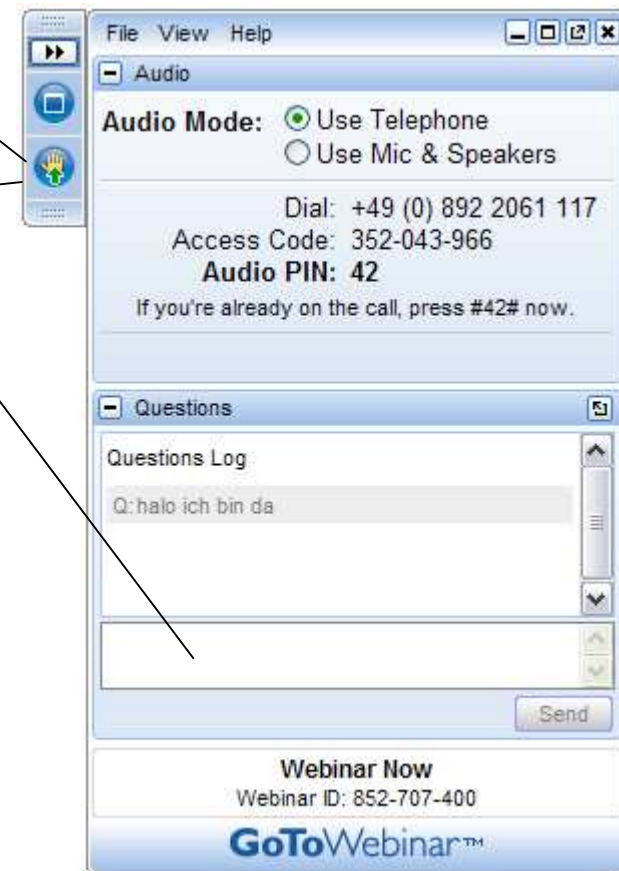 File View Help
Audio
Audio Mode: Use Telephone
Use Mic & Speakers
Dial: +49 (0) 892 2061 117
Access Code: 352-043-966
Audio PIN: 42
If you're already on the call, press #42# now.
Questions
Questions Log
Q: halo ich bin da
Send
Webinar Now
Webinar ID: 852-707-400
GoToWebinar™